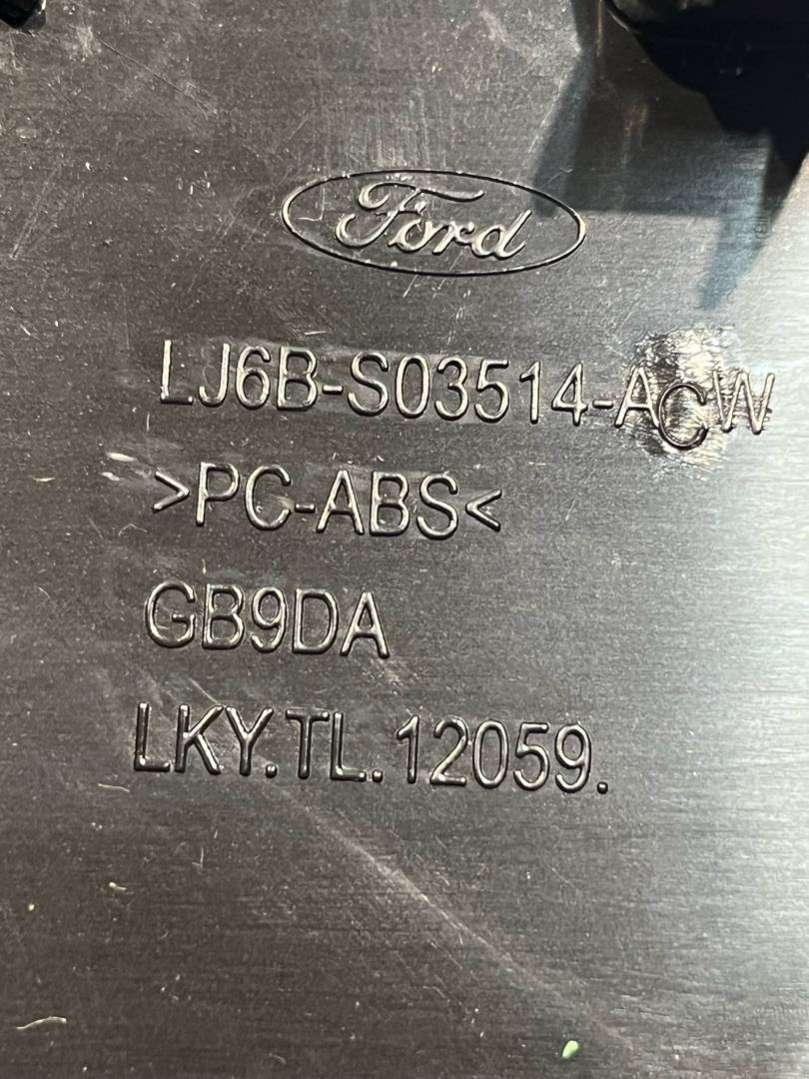 Ford
LJ6B-S03514-ACW
>PC-ABS<
GB9DA
LKY.TL.12059.